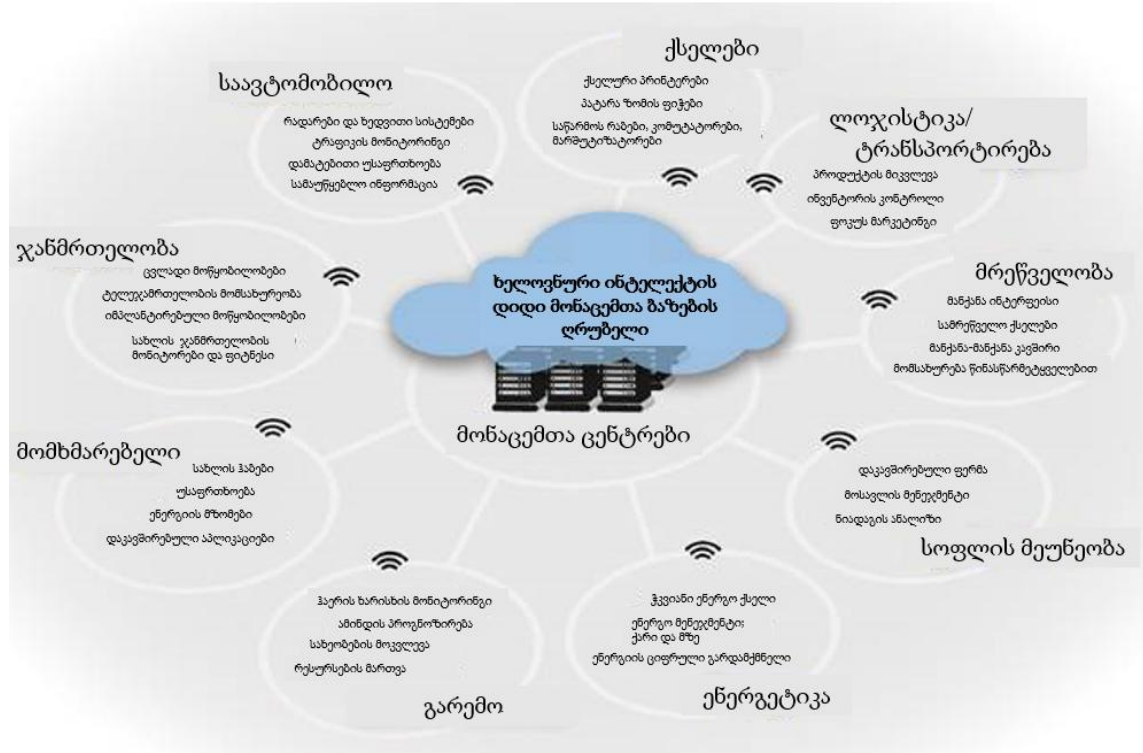 ქსელები
ქსელური პრინტერები
პატარა ზომის ფიჭები
საწარმოს რაბები, კომუტატორები,
მარშუტიზატორები
საავტომობილო
რადარები და ხედვითი სისტემები
ტრაფიკის მონიტორინგი
დამატებითი უსაფრთხოება
სამაუწყებლო ინფორმაცია
ლოჯისტიკა/
ტრანსპორტირება
პროდუქტის მიკვლევა
ინვენტორის კონტროლი
ფოკუს მარკეტინგი
ჯანმრთელობა
ცვლადი მოწყობილობები
ტელეჯამრთელობის მომსახურეობა
იმპლანტირებული მოწყობილობები
სახლის ჯანმრთელობის
მონიტორები და ფიტნესი
ხელოვნური ინტელექტის
დიდი მონაცემთა ბაზების
ღრუბელი
მონაცემთა ცენტრები
მრეწველობა
მანქანა ინტერფეისი
სამრეწველო ქსელები
მანქანა-მანქანა კავშირი
მომსახურება წინასწარმეტყველებით
მომხმარებელი
სახლის ჰაბები
უსაფრთხოება
ენერგიის მზომები
დაკავშირებული აპლიკაციები
დაკავშირებული ფერმა
მოსავლის მენეჯმენტი
ნიადაგის ანალიზი
სოფლის მეუნეობა
ჰაერის ხარისხის მონიტორინგი
ამინდის პროგნოზირება
სახეობების მოკვლევა
რესურსების მართვა
გარემო
ჭკვიანი ენერგო ქსელი
ენერგო მენეჯმენტი;
ქარი და მზე
ენერგიის ციფრული გარდამქმნელი
ენერგეტიკა